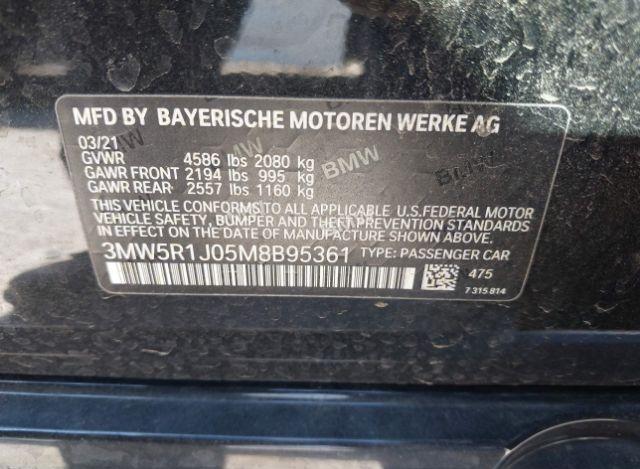 MFD BY BAYERISCHE MOTOREN WERKE AG
03/21
GVWR 4586 lbs 2080 kg
GAWR FRONT 2194 lbs 995 kg
GAWR REAR 2557 lbs 1160 kg
THIS VEHICLE CONFORMS TO ALL APPLICABLE U.S.FEDERAL MOTOR
VEHICLE SAFETY, BUMPER AND THEFT PREVENTION STANDARDS
IN EFFECT ON THE DATE OF MANUFACTURE SHOWN ABOVE.
3MW5R1J05M8B95361 TYPE: PASSENGER CAR
475
7 315 814
BMW
BMW
BMW
BMW